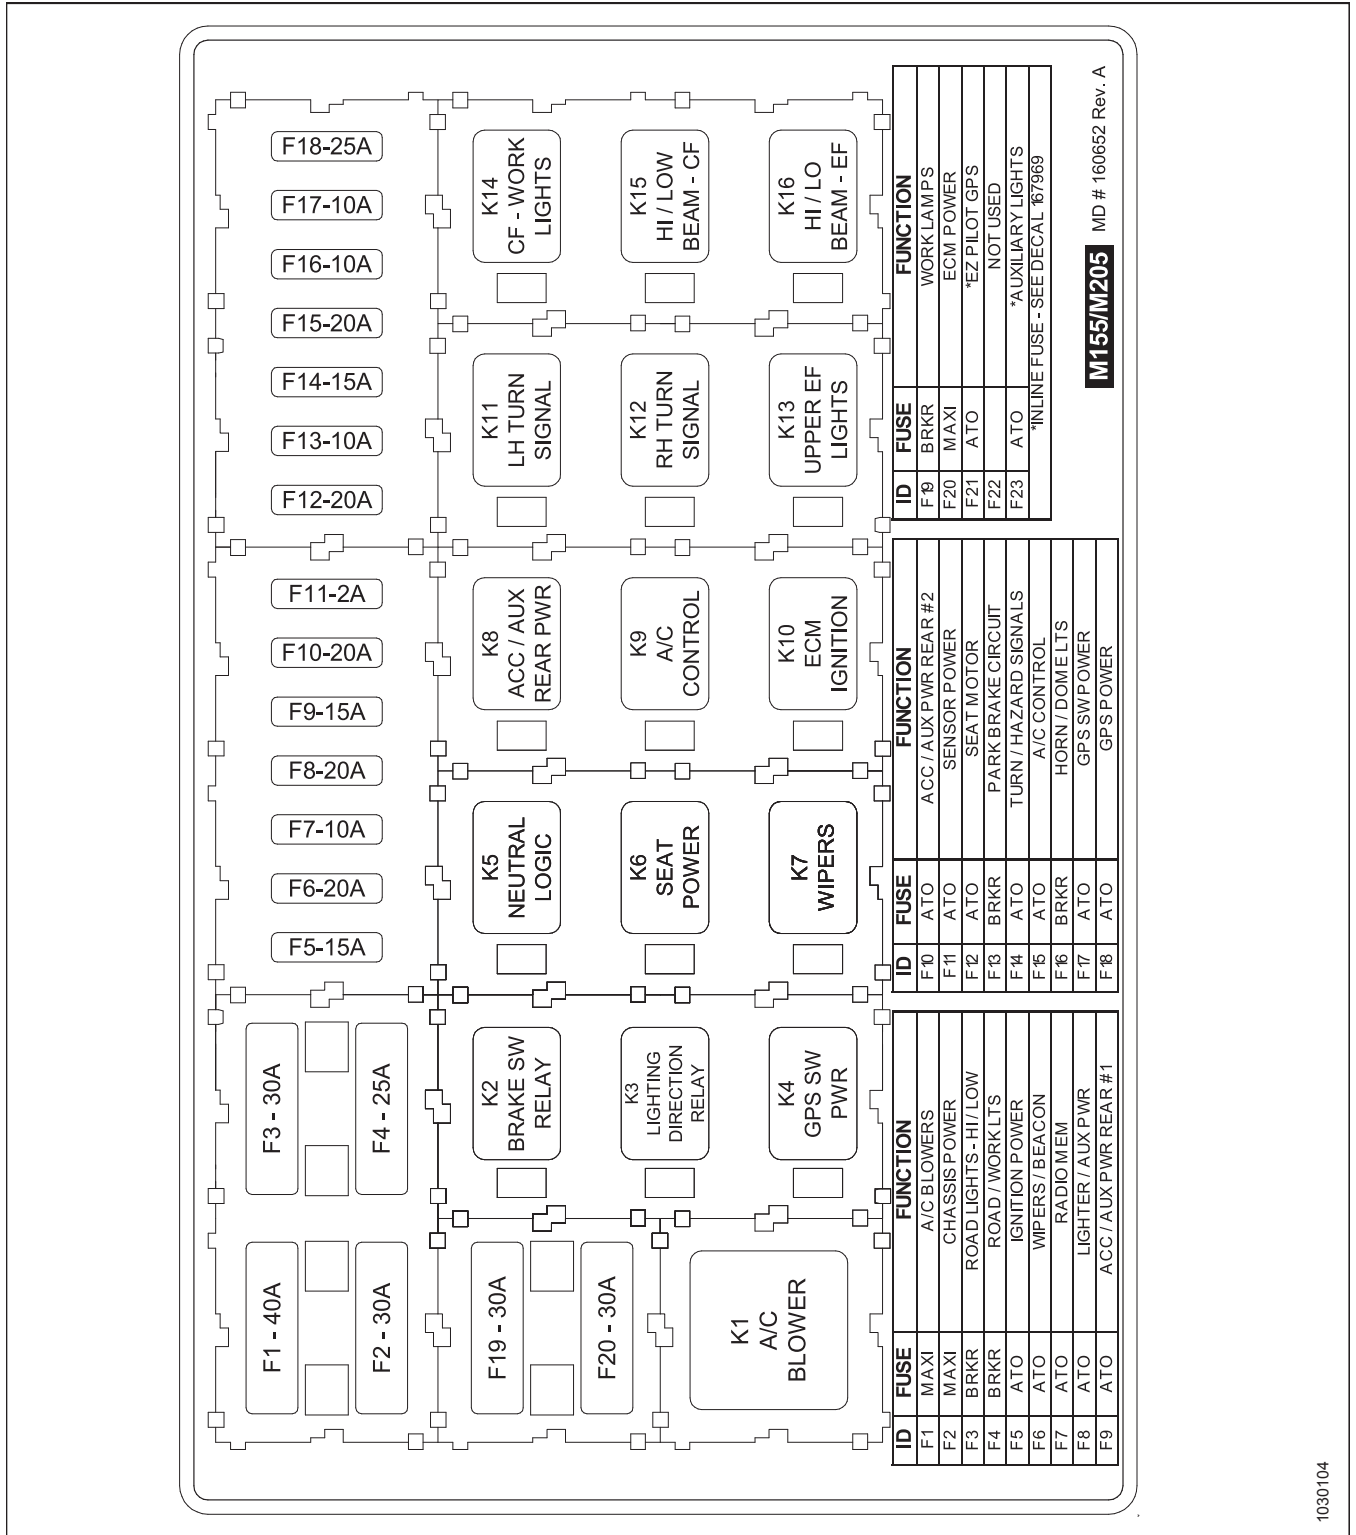 F18-25A
F17-10A
F16-10A
F15-20A
F14-15A
F13-10A
F12-20A
F11-2A
F10-20A
F9-15A
F8-20A
F7-10A
F6-20A
F5-15A
F3 - 30A
F4 - 25A
F1 - 40A
F2 - 30A
K14
CF - WORK
LIGHTS
K15
HI / LOW
BEAM - CF
K16
HI / LO
BEAM - EF
K11
LH TURN
SIGNAL
K12
RH TURN
SIGNAL
K13
UPPER EF
LIGHTS
K8
ACC / AUX
REAR PWR
K9
A/C
CONTROL
K10
ECM
IGNITION
K5
NEUTRAL
LOGIC
K6
SEAT
POWER
K7
WIPERS
K2
BRAKE SW
RELAY
K3
LIGHTING
DIRECTION
RELAY
K4
GPS SW
PWR
F19 - 30A
F20 - 30A
K1
A/C
BLOWER
ID FUSE FUNCTION
F1 MAXI A/C BLOWERS
F2 MAXI CHASSIS POWER
F3 BRKR ROAD LIGHTS - HI / LOW
F4 BRKR ROAD / WORK LTS
F5 ATO IGNITION POWER
F6 ATO WIPERS / BEACON
F7 ATO RADIO MEM
F8 ATO LIGHTER / AUX PWR
F9 ATO ACC / AUX PWR REAR #1
ID FUSE FUNCTION
F10 ATO ACC / AUX PWR REAR #2
F11 ATO SENSOR POWER
F12 ATO SEAT MOTOR
F13 BRKR PARK BRAKE CIRCUIT
F14 ATO TURN / HAZARD SIGNALS
F15 ATO A/C CONTROL
F16 BRKR HORN / DOME LTS
F17 ATO GPS SW POWER
F18 ATO GPS POWER
ID FUSE FUNCTION
F19 BRKR WORK LAMPS
F20 MAXI ECM POWER
F21 ATO *EZ PILOT GPS
F22 NOT USED
F23 ATO *AUXILIARY LIGHTS
*INLINE FUSE - SEE DECAL 167969
M155/M205 MD # 160652 Rev. A
1030104